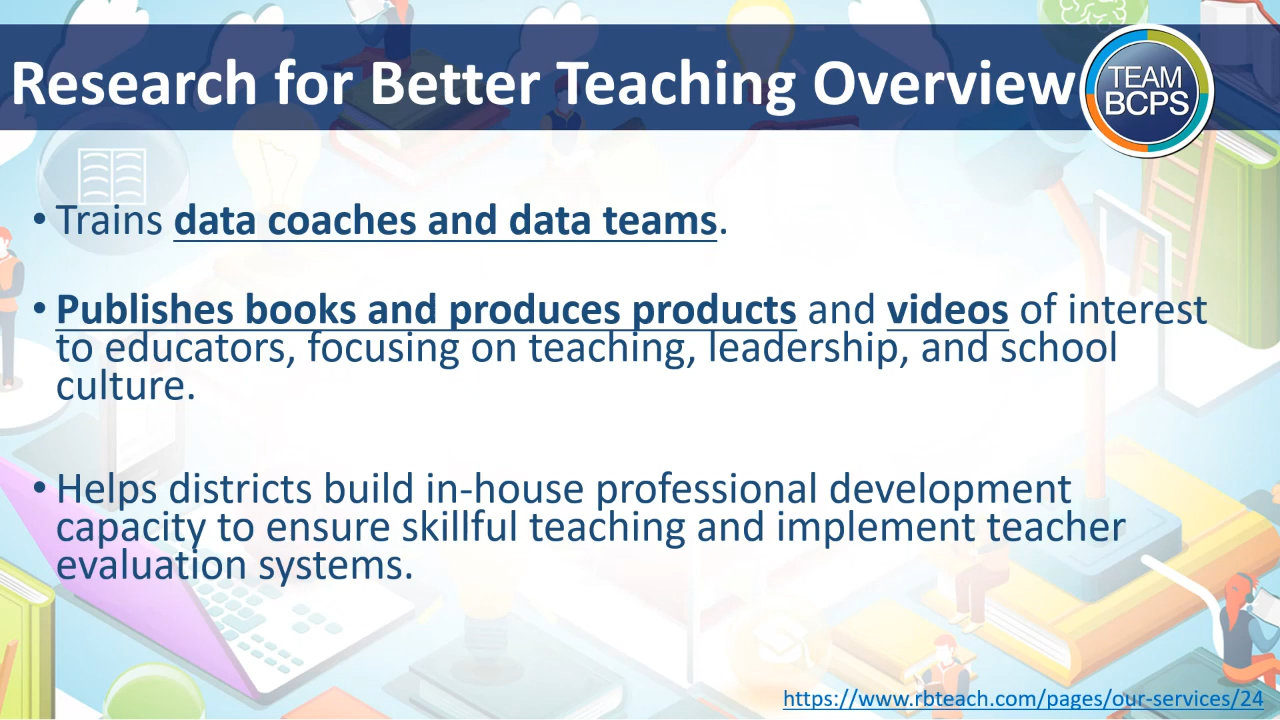 Research for Better Teaching Overview
TEAM
BCPS
• Trains data coaches and data teams.
• Publishes books and produces products and videos of interest
to educators, focusing on teaching, leadership, and school
culture.
• Helps districts build in-house professional development
capacity to ensure skillful teaching and implement teacher
evaluation systems.
https://www.rbteach.com/pages/our-services/24